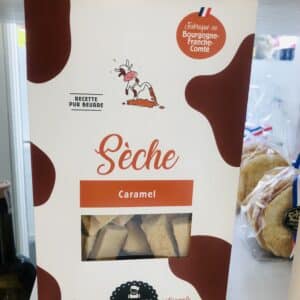 Fabriqué en
Bourgogne-
Franche-
Comté
RECETTE
PUR BEURRE
Sèche
Caramel